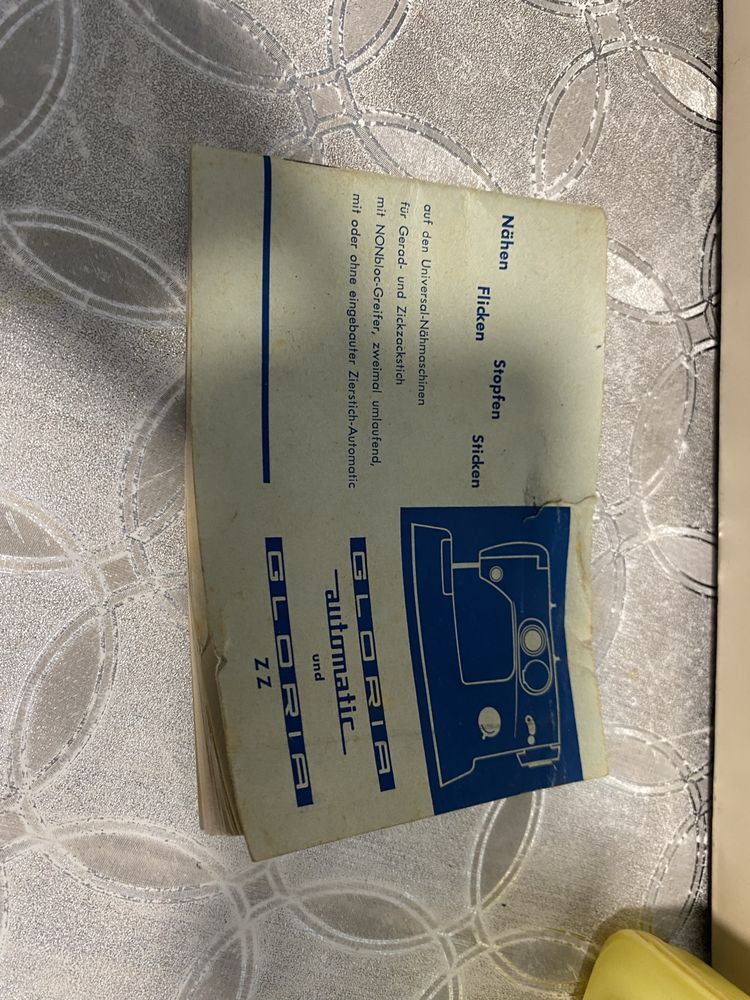 Nähen Flicken Stopfen Sticken
auf den Universal-Nähmaschinen
für Gerad- und Zickzackstich
mit NONbloc-Greifer, zweimal umlaufend,
mit oder ohne eingebauter Zierstich-Automatic
GLORIA
automatic
und
GLORIA
ZZ